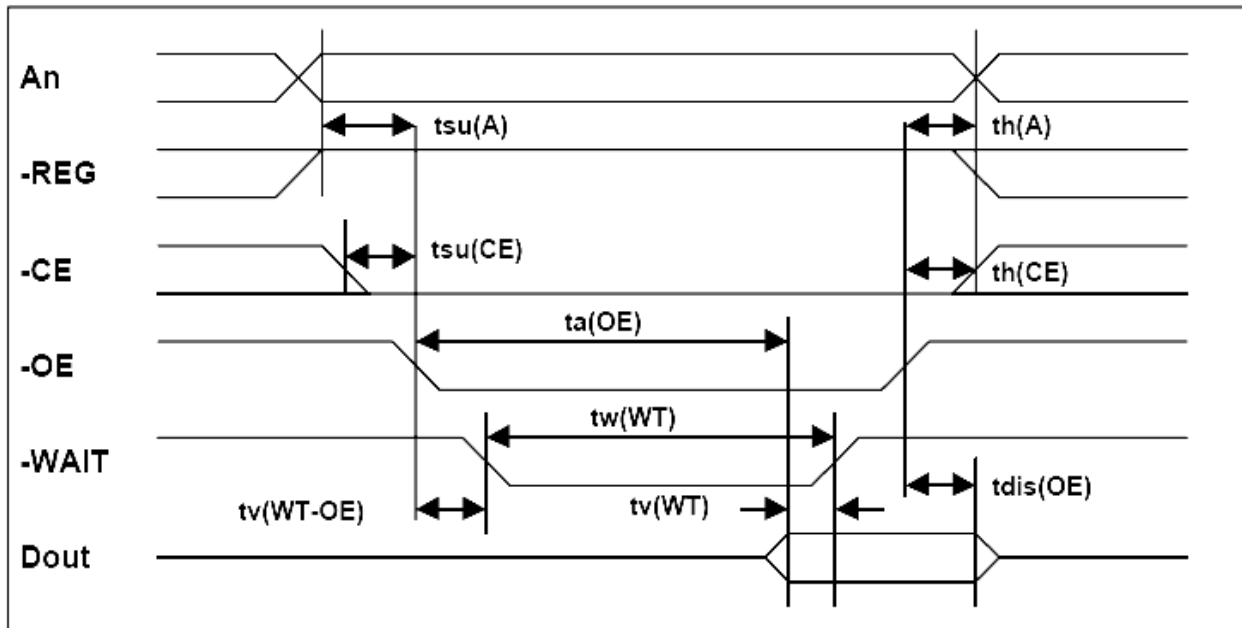 An
tsu(A)
th(A)
-REG
-CE
tsu(CE)
th(CE)
ta(OE)
-OE
tw(WT)
-WAIT
tv(WT-OE)
tv(WT)
tdis(OE)
Dout